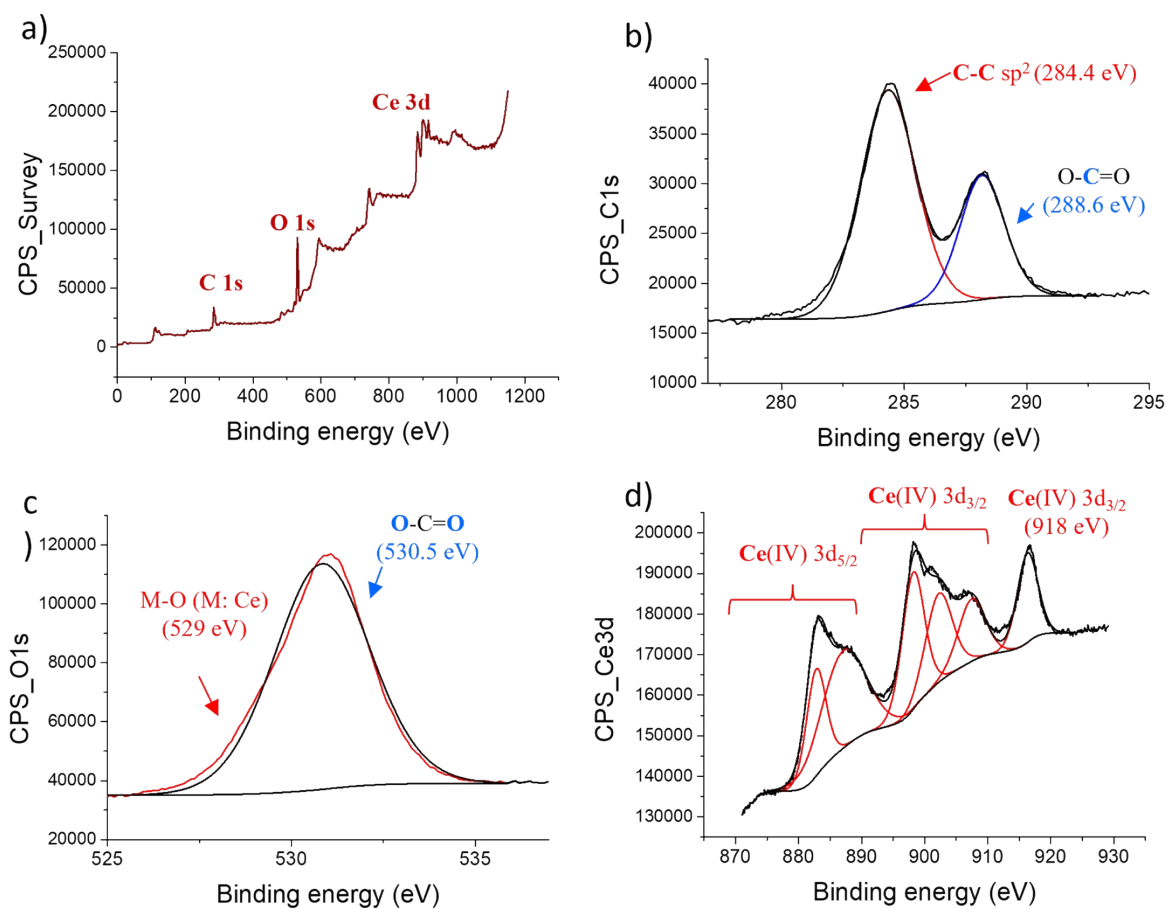 a)
250000
200000
150000
100000
50000
0
CPS_Survey
Ce 3d
O 1s
C 1s
0 200 400 600 800 1000 1200
Binding energy (eV)
b)
40000
35000
30000
25000
20000
15000
10000
CPS_C1s
C-C sp² (284.4 eV)
O-C=O
(288.6 eV)
280 285 290 295
Binding energy (eV)
c
)
120000
100000
80000
60000
40000
20000
CPS_O1s
O-C=O
(530.5 eV)
M-O (M: Ce)
(529 eV)
525 530 535
Binding energy (eV)
d)
200000
190000
180000
170000
160000
150000
140000
130000
CPS_Ce3d
Ce(IV) 3d5/2
Ce(IV) 3d3/2
Ce(IV) 3d3/2
(918 eV)
870 880 890 900 910 920 930
Binding energy (eV)